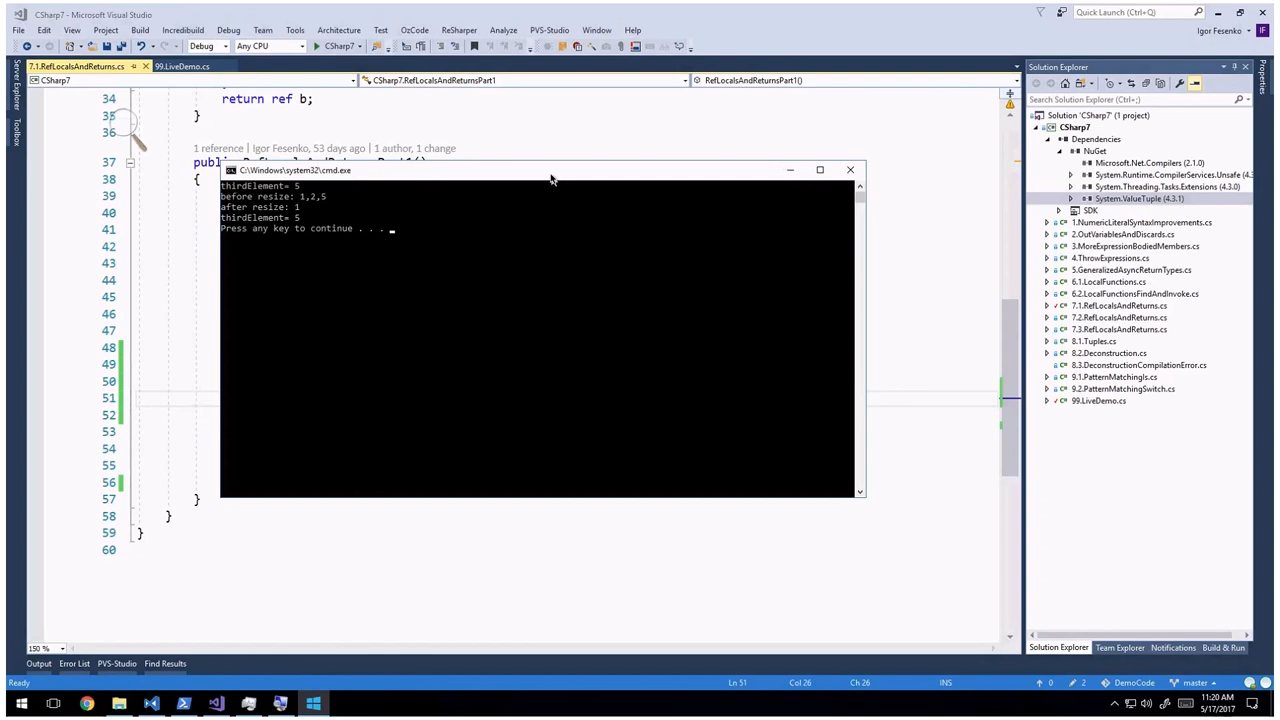 CSharp7 - Microsoft Visual Studio
Quick Launch (Ctrl+Q)
File Edit View Project Build Incredibuild Debug Team Tools Architecture Test OzCode ReSharper Analyze PVS-Studio Window Help
Igor Fesenko IF
Debug Any CPU CSharp7
7.1.RefLocalsAndReturns.cs 99.LiveDemo.cs
CSharp7 CSharp7.RefLocalsAndReturnsPart1 RefLocalsAndReturnsPart1()
Server Explorer
Toolbox
34 return ref b;
35 }
36
1 reference | Igor Fesenko, 53 days ago | 1 author, 1 change
37
38 {
39
40
41
42
43
44
45
46
47
48
49
50
51
52
53
54
55
56
57 }
58 }
59 }
60
C:\Windows\system32\cmd.exe
thirdElement= 5
before resize: 1,2,5
after resize: 1
thirdElement= 5
Press any key to continue . . .
Solution Explorer
Search Solution Explorer (Ctrl+;)
Solution 'CSharp7' (1 project)
CSharp7
Dependencies
NuGet
Microsoft.Net.Compilers (2.1.0)
System.Runtime.CompilerServices.Unsafe (4.3.0)
System.Threading.Tasks.Extensions (4.3.0)
System.ValueTuple (4.3.1)
SDK
1.NumericLiteralSyntaxImprovements.cs
2.OutVariablesAndDiscards.cs
3.MoreExpressionBodiedMembers.cs
4.ThrowExpressions.cs
5.GeneralizedAsyncReturnTypes.cs
6.1.LocalFunctions.cs
6.2.LocalFunctionsFindAndInvoke.cs
7.1.RefLocalsAndReturns.cs
7.2.RefLocalsAndReturns.cs
7.3.RefLocalsAndReturns.cs
8.1.Tuples.cs
8.2.Deconstruction.cs
8.3.DeconstructionCompilationError.cs
9.1.PatternMatchingIs.cs
9.2.PatternMatchingSwitch.cs
99.LiveDemo.cs
Properties
150 %
Solution Explorer Team Explorer Notifications Build & Run
Output Error List PVS-Studio Find Results
Ready Ln 51 Col 26 Ch 26 INS 0 2 DemoCode master
11:20 AM
5/17/2017